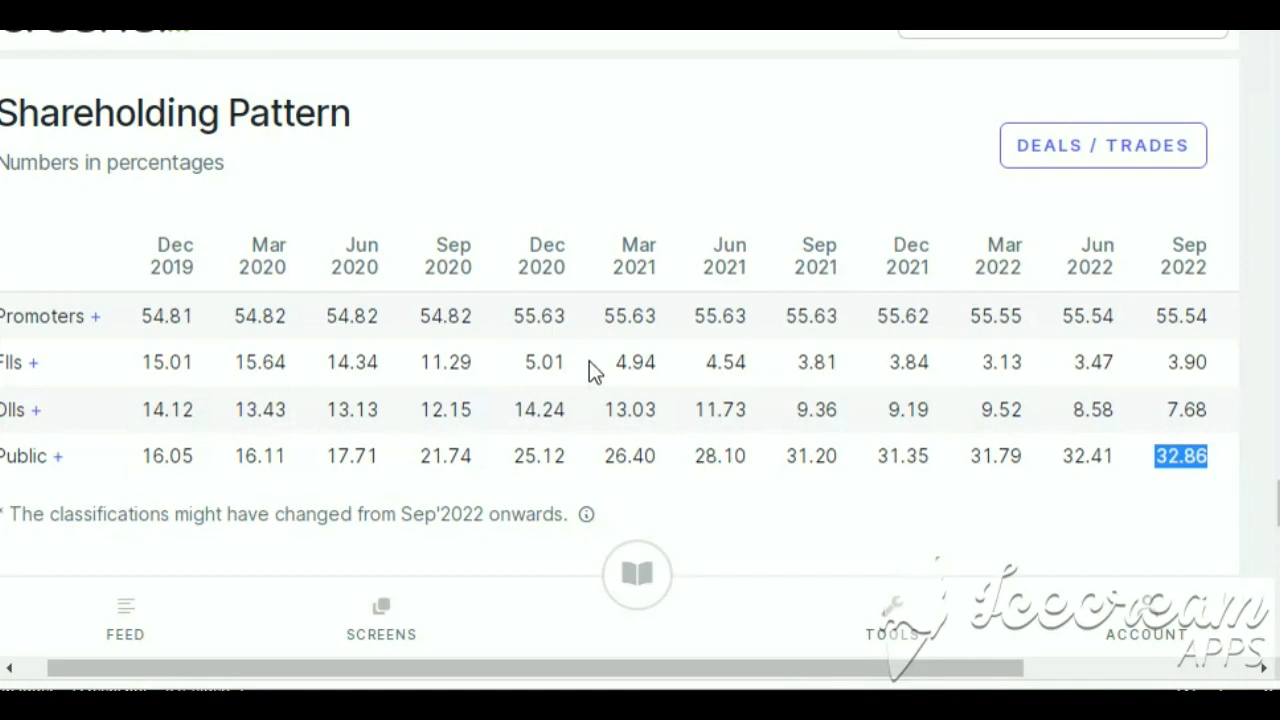 Shareholding Pattern
Numbers in percentages
DEALS / TRADES
Dec 2019 Mar 2020 Jun 2020 Sep 2020 Dec 2020 Mar 2021 Jun 2021 Sep 2021 Dec 2021 Mar 2022 Jun 2022 Sep 2022
Promoters + 54.81 54.82 54.82 54.82 55.63 55.63 55.63 55.63 55.62 55.55 55.54 55.54
FIIs + 15.01 15.64 14.34 11.29 5.01 4.94 4.54 3.81 3.84 3.13 3.47 3.90
DIIs + 14.12 13.43 13.13 12.15 14.24 13.03 11.73 9.36 9.19 9.52 8.58 7.68
Public + 16.05 16.11 17.71 21.74 25.12 26.40 28.10 31.20 31.35 31.79 32.41 32.86
* The classifications might have changed from Sep'2022 onwards.
FEED SCREENS TOOLS ACCOUNT
Icecream
APPS